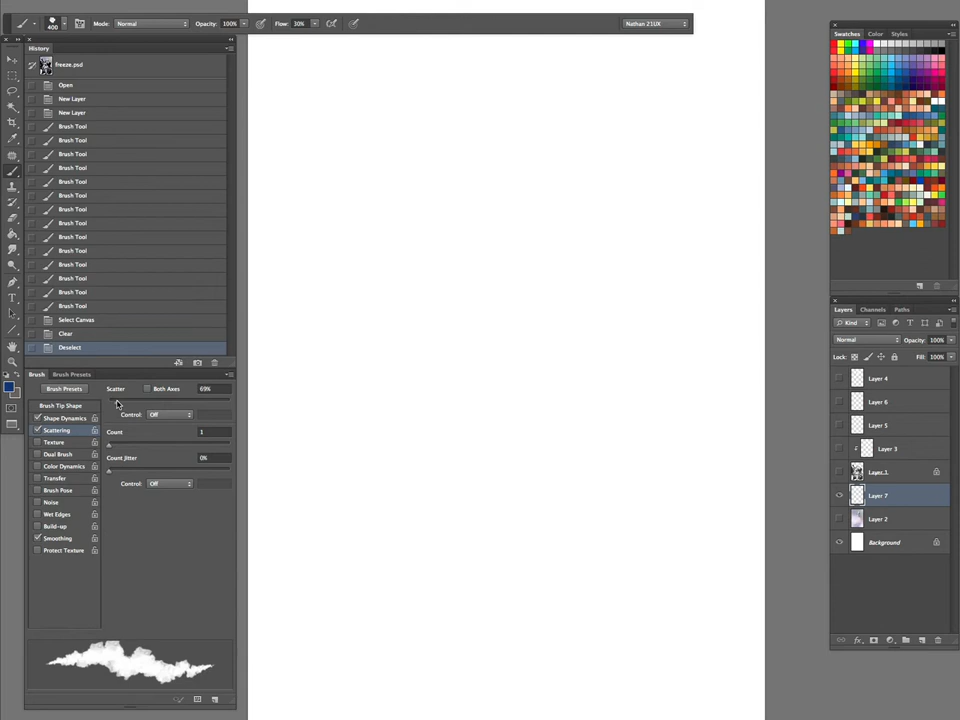 400 Mode: Normal Opacity: 100% Flow: 30% Nathan 21UX
History
freeze.psd
Open
New Layer
New Layer
Brush Tool
Brush Tool
Brush Tool
Brush Tool
Brush Tool
Brush Tool
Brush Tool
Brush Tool
Brush Tool
Brush Tool
Brush Tool
Brush Tool
Brush Tool
Brush Tool
Select Canvas
Clear
Deselect
Brush Brush Presets
Brush Presets Scatter Both Axes 69%
Brush Tip Shape
Shape Dynamics Control: Off
Scattering Count 1
Texture
Dual Brush Count Jitter 0%
Color Dynamics
Transfer Control: Off
Brush Pose
Noise
Wet Edges
Build-up
Smoothing
Protect Texture
Swatches Color Styles
Layers Channels Paths
Kind
Normal Opacity: 100%
Lock: Fill: 100%
Layer 4
Layer 6
Layer 5
Layer 3
Layer 1
Layer 7
Layer 2
Background